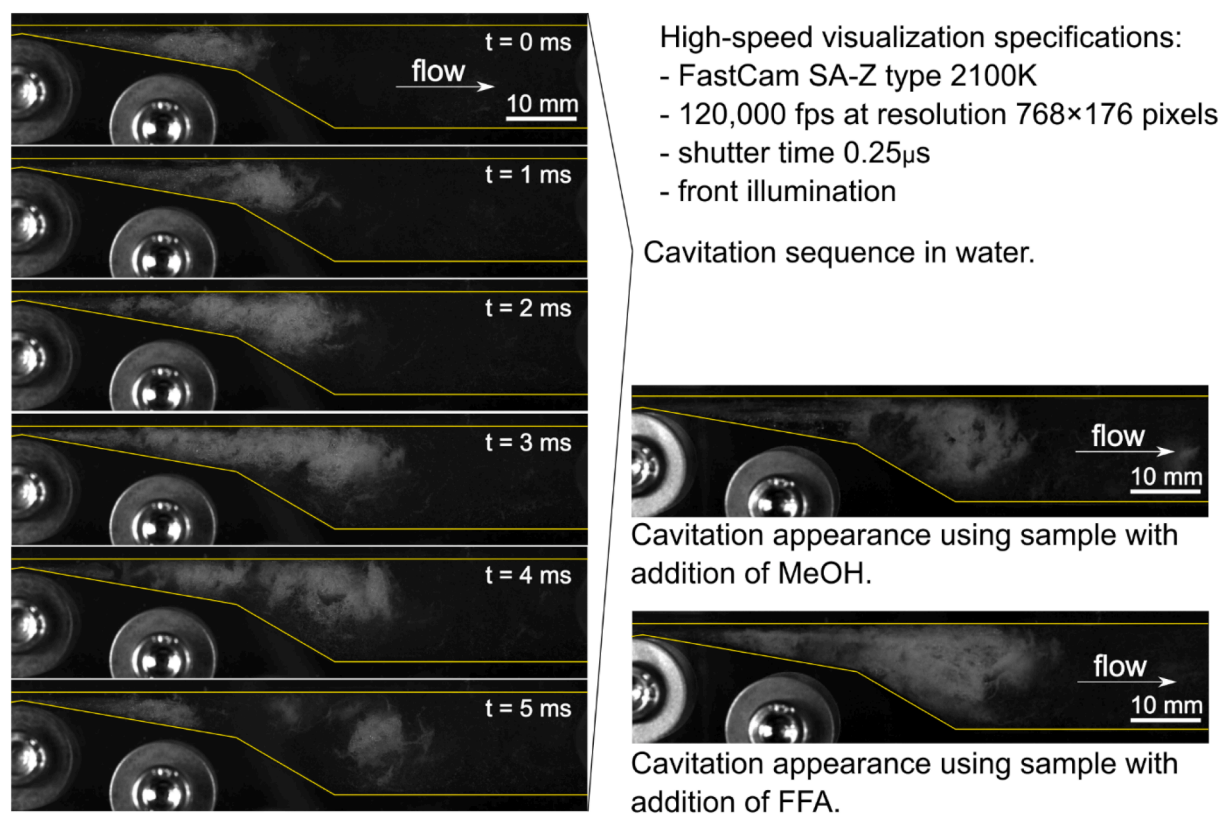 t = 0 ms
flow
10 mm
t = 1 ms
t = 2 ms
t = 3 ms
t = 4 ms
t = 5 ms
High-speed visualization specifications:
- FastCam SA-Z type 2100K
- 120,000 fps at resolution 768×176 pixels
- shutter time 0.25µs
- front illumination
Cavitation sequence in water.
flow
10 mm
Cavitation appearance using sample with
addition of MeOH.
flow
10 mm
Cavitation appearance using sample with
addition of FFA.